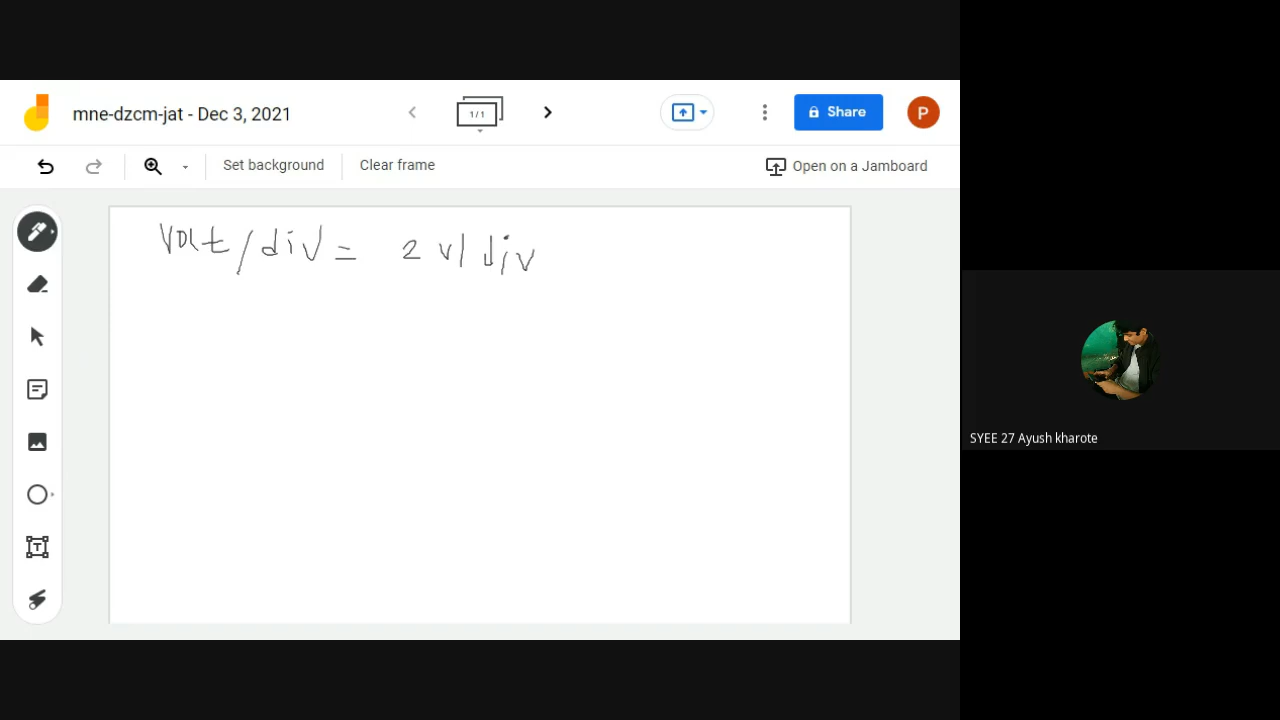 mne-dzcm-jat - Dec 3, 2021
1/1
Share
P
Set background
Clear frame
Open on a Jamboard
Volt/div = 2 v/div
T
SYEE 27 Ayush kharote